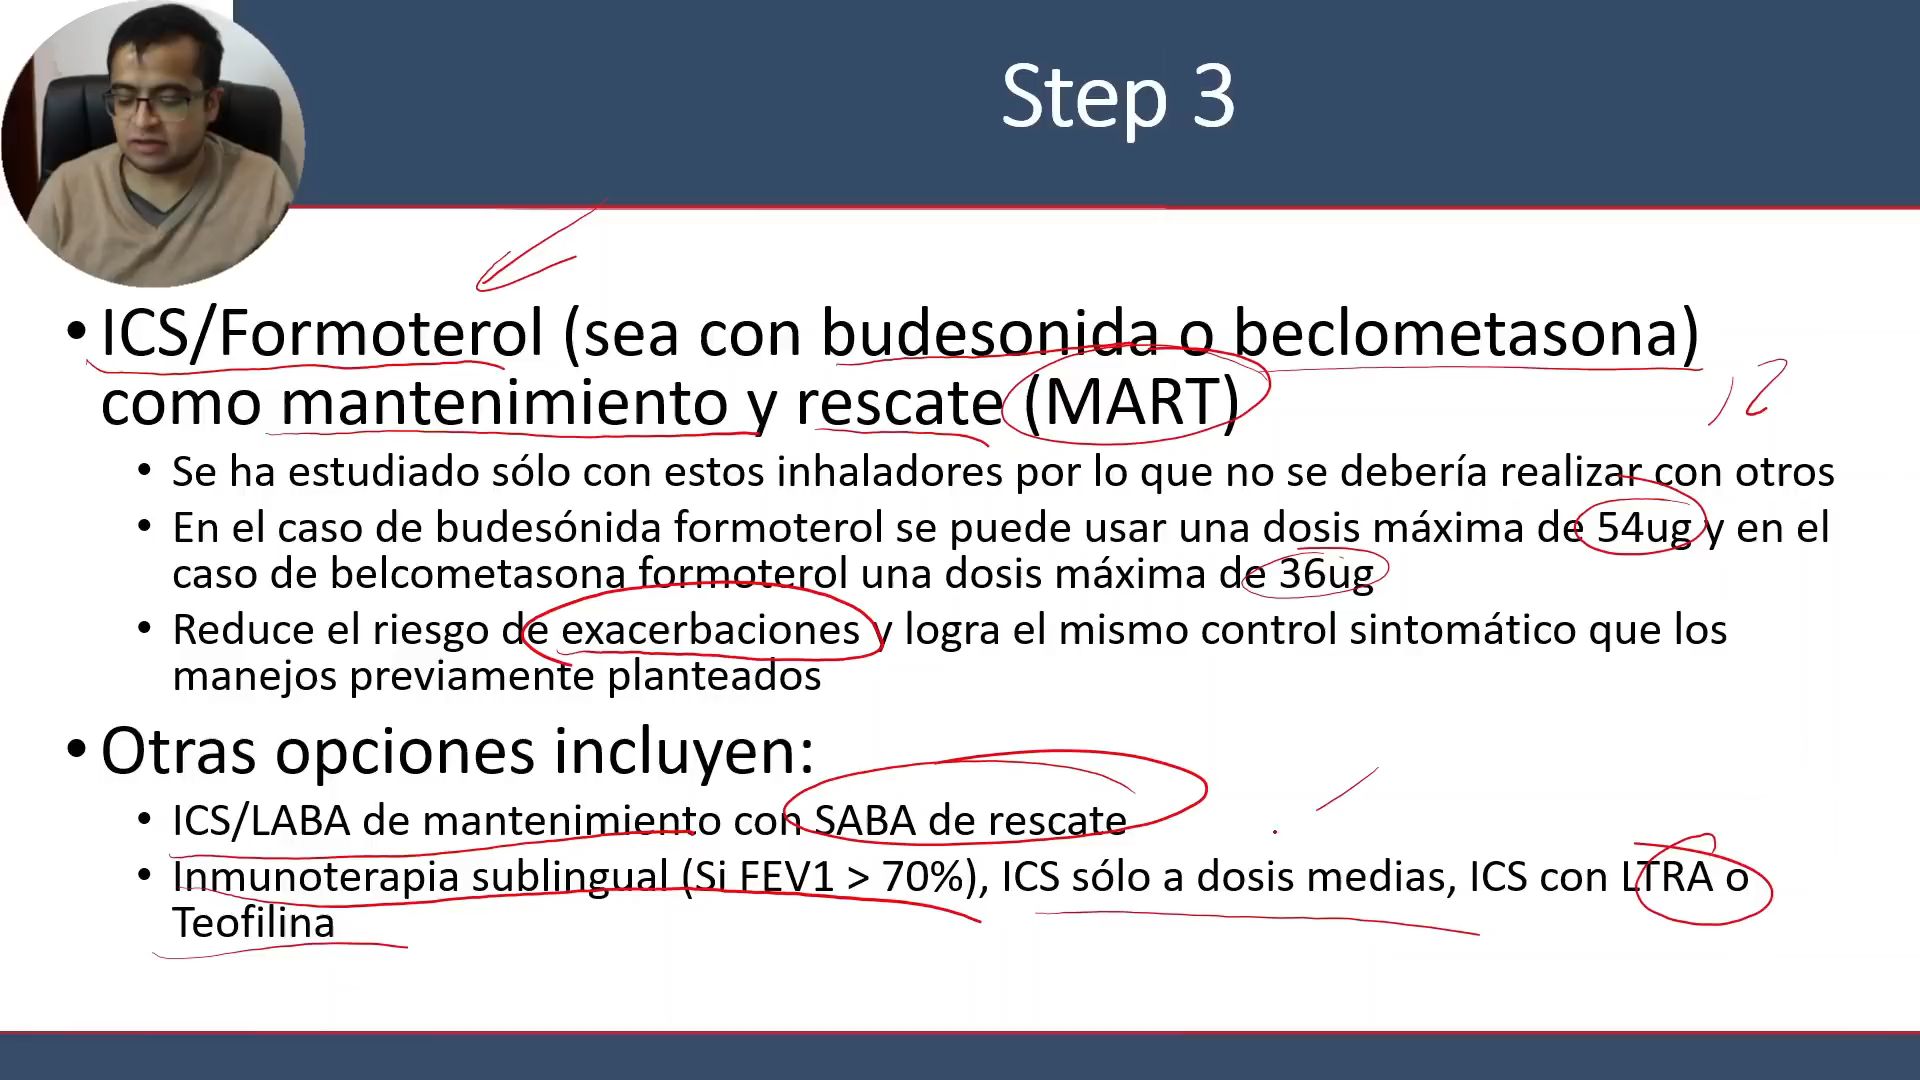 Step 3
• ICS/Formoterol (sea con budesonida o beclometasona)
como mantenimiento y rescate (MART)
12
• Se ha estudiado sólo con estos inhaladores por lo que no se debería realizar con otros
• En el caso de budesónida formoterol se puede usar una dosis máxima de 54ug y en el
caso de belcometasona formoterol una dosis máxima de 36ug
• Reduce el riesgo de exacerbaciones y logra el mismo control sintomático que los
manejos previamente planteados
• Otras opciones incluyen:
• ICS/LABA de mantenimiento con SABA de rescate
• Inmunoterapia sublingual (Si FEV1 > 70%), ICS sólo a dosis medias, ICS con LTRA o
Teofilina